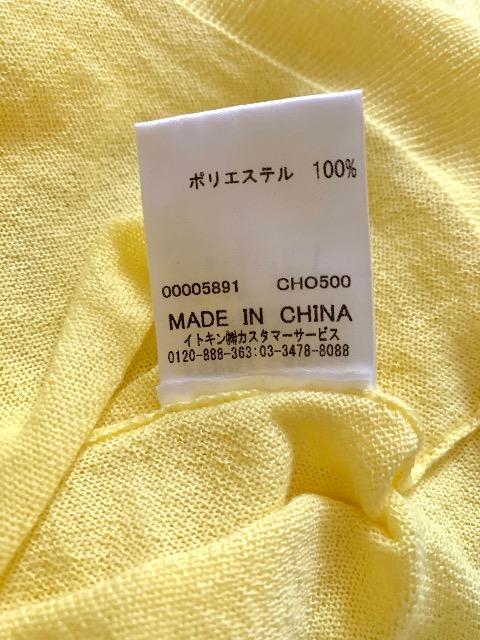 ポリエステル 100%
00005891 CHO500
MADE IN CHINA
イトキン㈱カスタマーサービス
0120-888-363:03-3478-8088